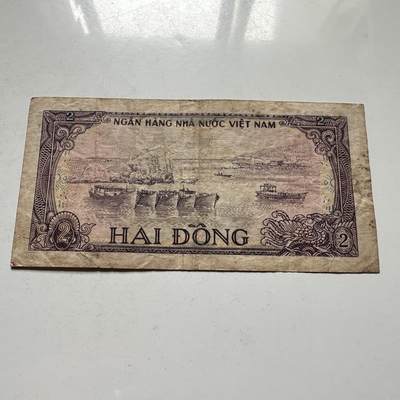 2 2
NGÂN HÀNG NHÀ NƯỚC VIỆT NAM
2 HAI ĐỒNG 2